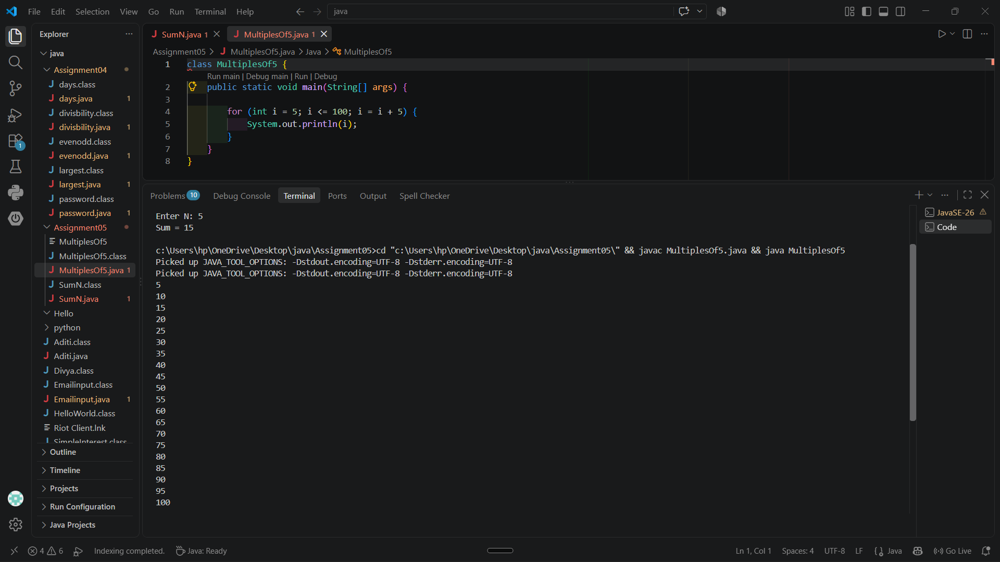 File Edit Selection View Go Run Terminal Help
java
Explorer
SumN.java 1
MultiplesOf5.java 1
java
Assignment05 > MultiplesOf5.java > Java > MultiplesOf5
Assignment04
days.class
days.java 1
divisbility.class
divisbility.java 1
evenodd.class
evenodd.java 1
largest.class
largest.java 1
password.class
password.java 1
Assignment05
MultiplesOf5
MultiplesOf5.class
MultiplesOf5.java 1
SumN.class
SumN.java 1
Hello
python
Aditi.class
Aditi.java
Divya.class
Emailinput.class
Emailinput.java 1
HelloWorld.class
Riot Client.lnk
SimpleInterest.class
Outline
Timeline
Projects
Run Configuration
Java Projects
1
1 class MultiplesOf5 {
Run main | Debug main | Run | Debug
2 public static void main(String[] args) {
3
4 for (int i = 5; i <= 100; i = i + 5) {
5 System.out.println(i);
6 }
7 }
8 }
Problems 10 Debug Console Terminal Ports Output Spell Checker
JavaSE-26
Code
Enter N: 5
Sum = 15
c:\Users\hp\OneDrive\Desktop\java\Assignment05>cd "c:\Users\hp\OneDrive\Desktop\java\Assignment05\" && javac MultiplesOf5.java && java MultiplesOf5
Picked up JAVA_TOOL_OPTIONS: -Dstdout.encoding=UTF-8 -Dstderr.encoding=UTF-8
Picked up JAVA_TOOL_OPTIONS: -Dstdout.encoding=UTF-8 -Dstderr.encoding=UTF-8
5
10
15
20
25
30
35
40
45
50
55
60
65
70
75
80
85
90
95
100
4 6 Indexing completed. Java: Ready
Ln 1, Col 1 Spaces: 4 UTF-8 LF Java Go Live